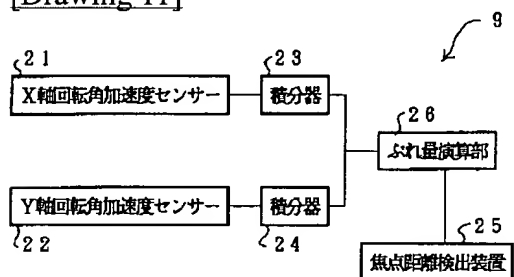 [Drawing 11]
9
21
23
X軸回転角加速度センサー
積分器
26
ぶれ量演算部
Y軸回転角加速度センサー
積分器
22
24
25
焦点距離検出装置